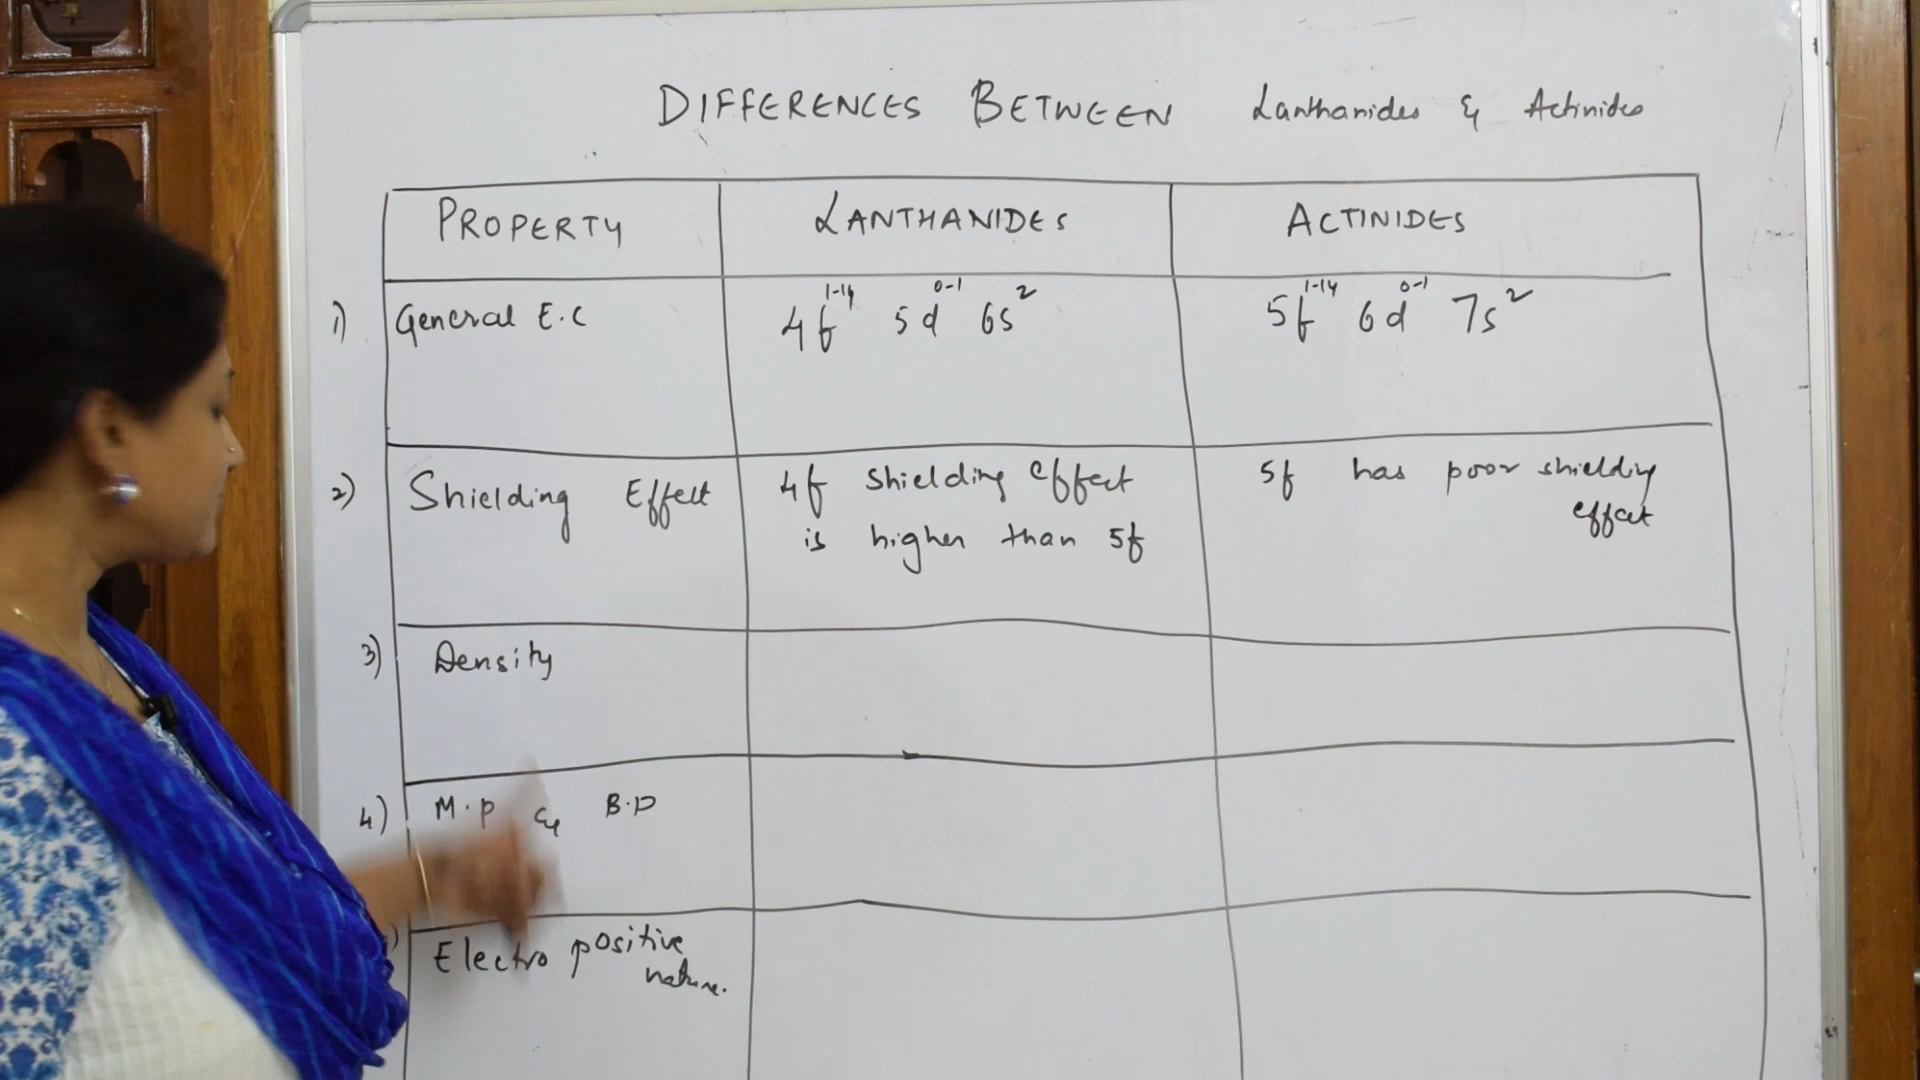 DIFFERENCES BETWEEN Lanthanides & Actinides
PROPERTY LANTHANIDES ACTINIDES
1) General E.C 4f¹⁻¹⁴ 5d⁰⁻¹ 6s² 5f¹⁻¹⁴ 6d⁰⁻¹ 7s²
2) Shielding Effect 4f shielding effect 5f has poor shielding
is higher than 5f effect
3) Density
4) M.P & B.P
Electro positive
nature.